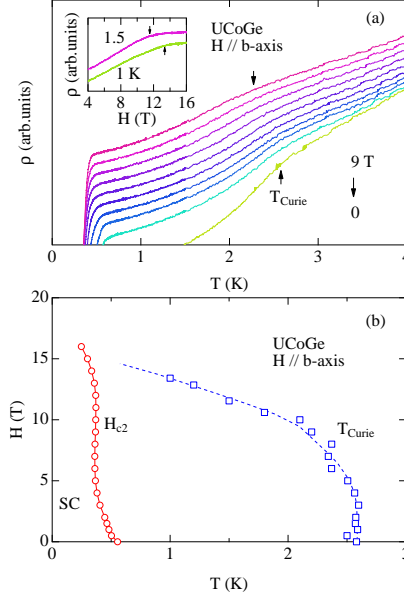 (a)
UCoGe
H // b-axis
1.5
1 K
ρ (arb.units)
4 8 12 16
H (T)
ρ (arb.units)
T_Curie
9 T
0
0 1 2 3 4
T (K)
(b)
UCoGe
H // b-axis
H_c2
T_Curie
SC
20
15
10
5
0
H (T)
0 1 2 3
T (K)